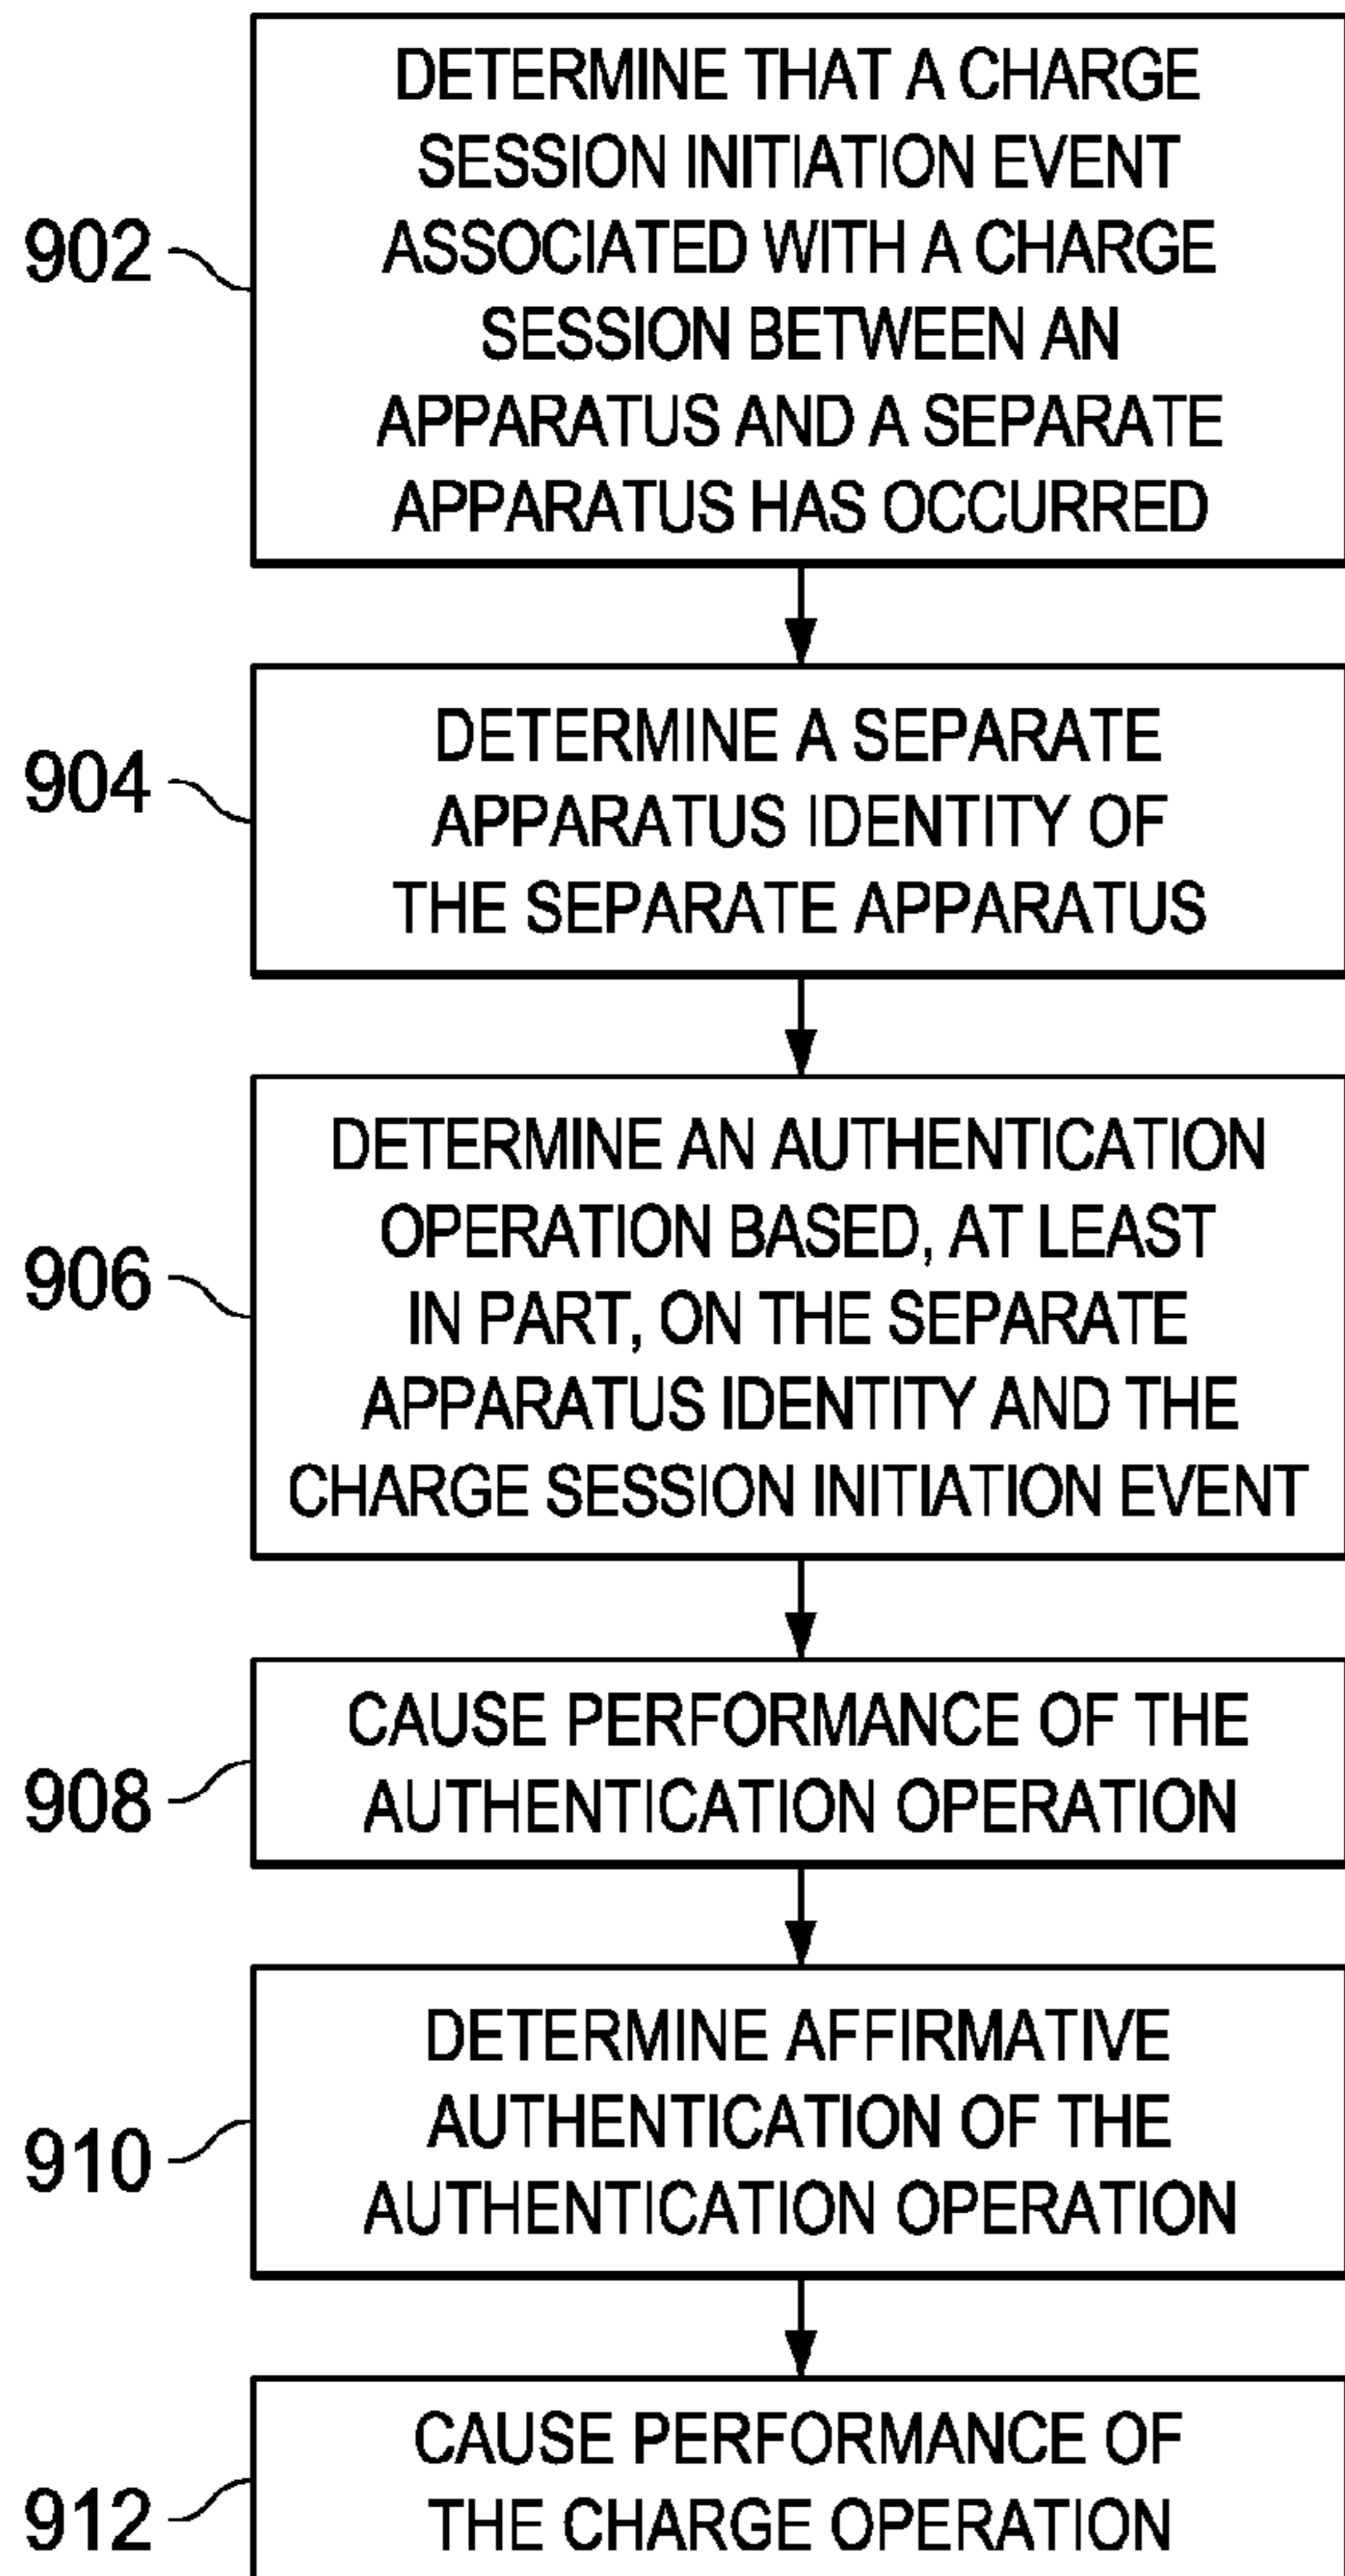 902
DETERMINE THAT A CHARGE
SESSION INITIATION EVENT
ASSOCIATED WITH A CHARGE
SESSION BETWEEN AN
APPARATUS AND A SEPARATE
APPARATUS HAS OCCURRED
904
DETERMINE A SEPARATE
APPARATUS IDENTITY OF
THE SEPARATE APPARATUS
906
DETERMINE AN AUTHENTICATION
OPERATION BASED, AT LEAST
IN PART, ON THE SEPARATE
APPARATUS IDENTITY AND THE
CHARGE SESSION INITIATION EVENT
908
CAUSE PERFORMANCE OF THE
AUTHENTICATION OPERATION
910
DETERMINE AFFIRMATIVE
AUTHENTICATION OF THE
AUTHENTICATION OPERATION
912
CAUSE PERFORMANCE OF
THE CHARGE OPERATION